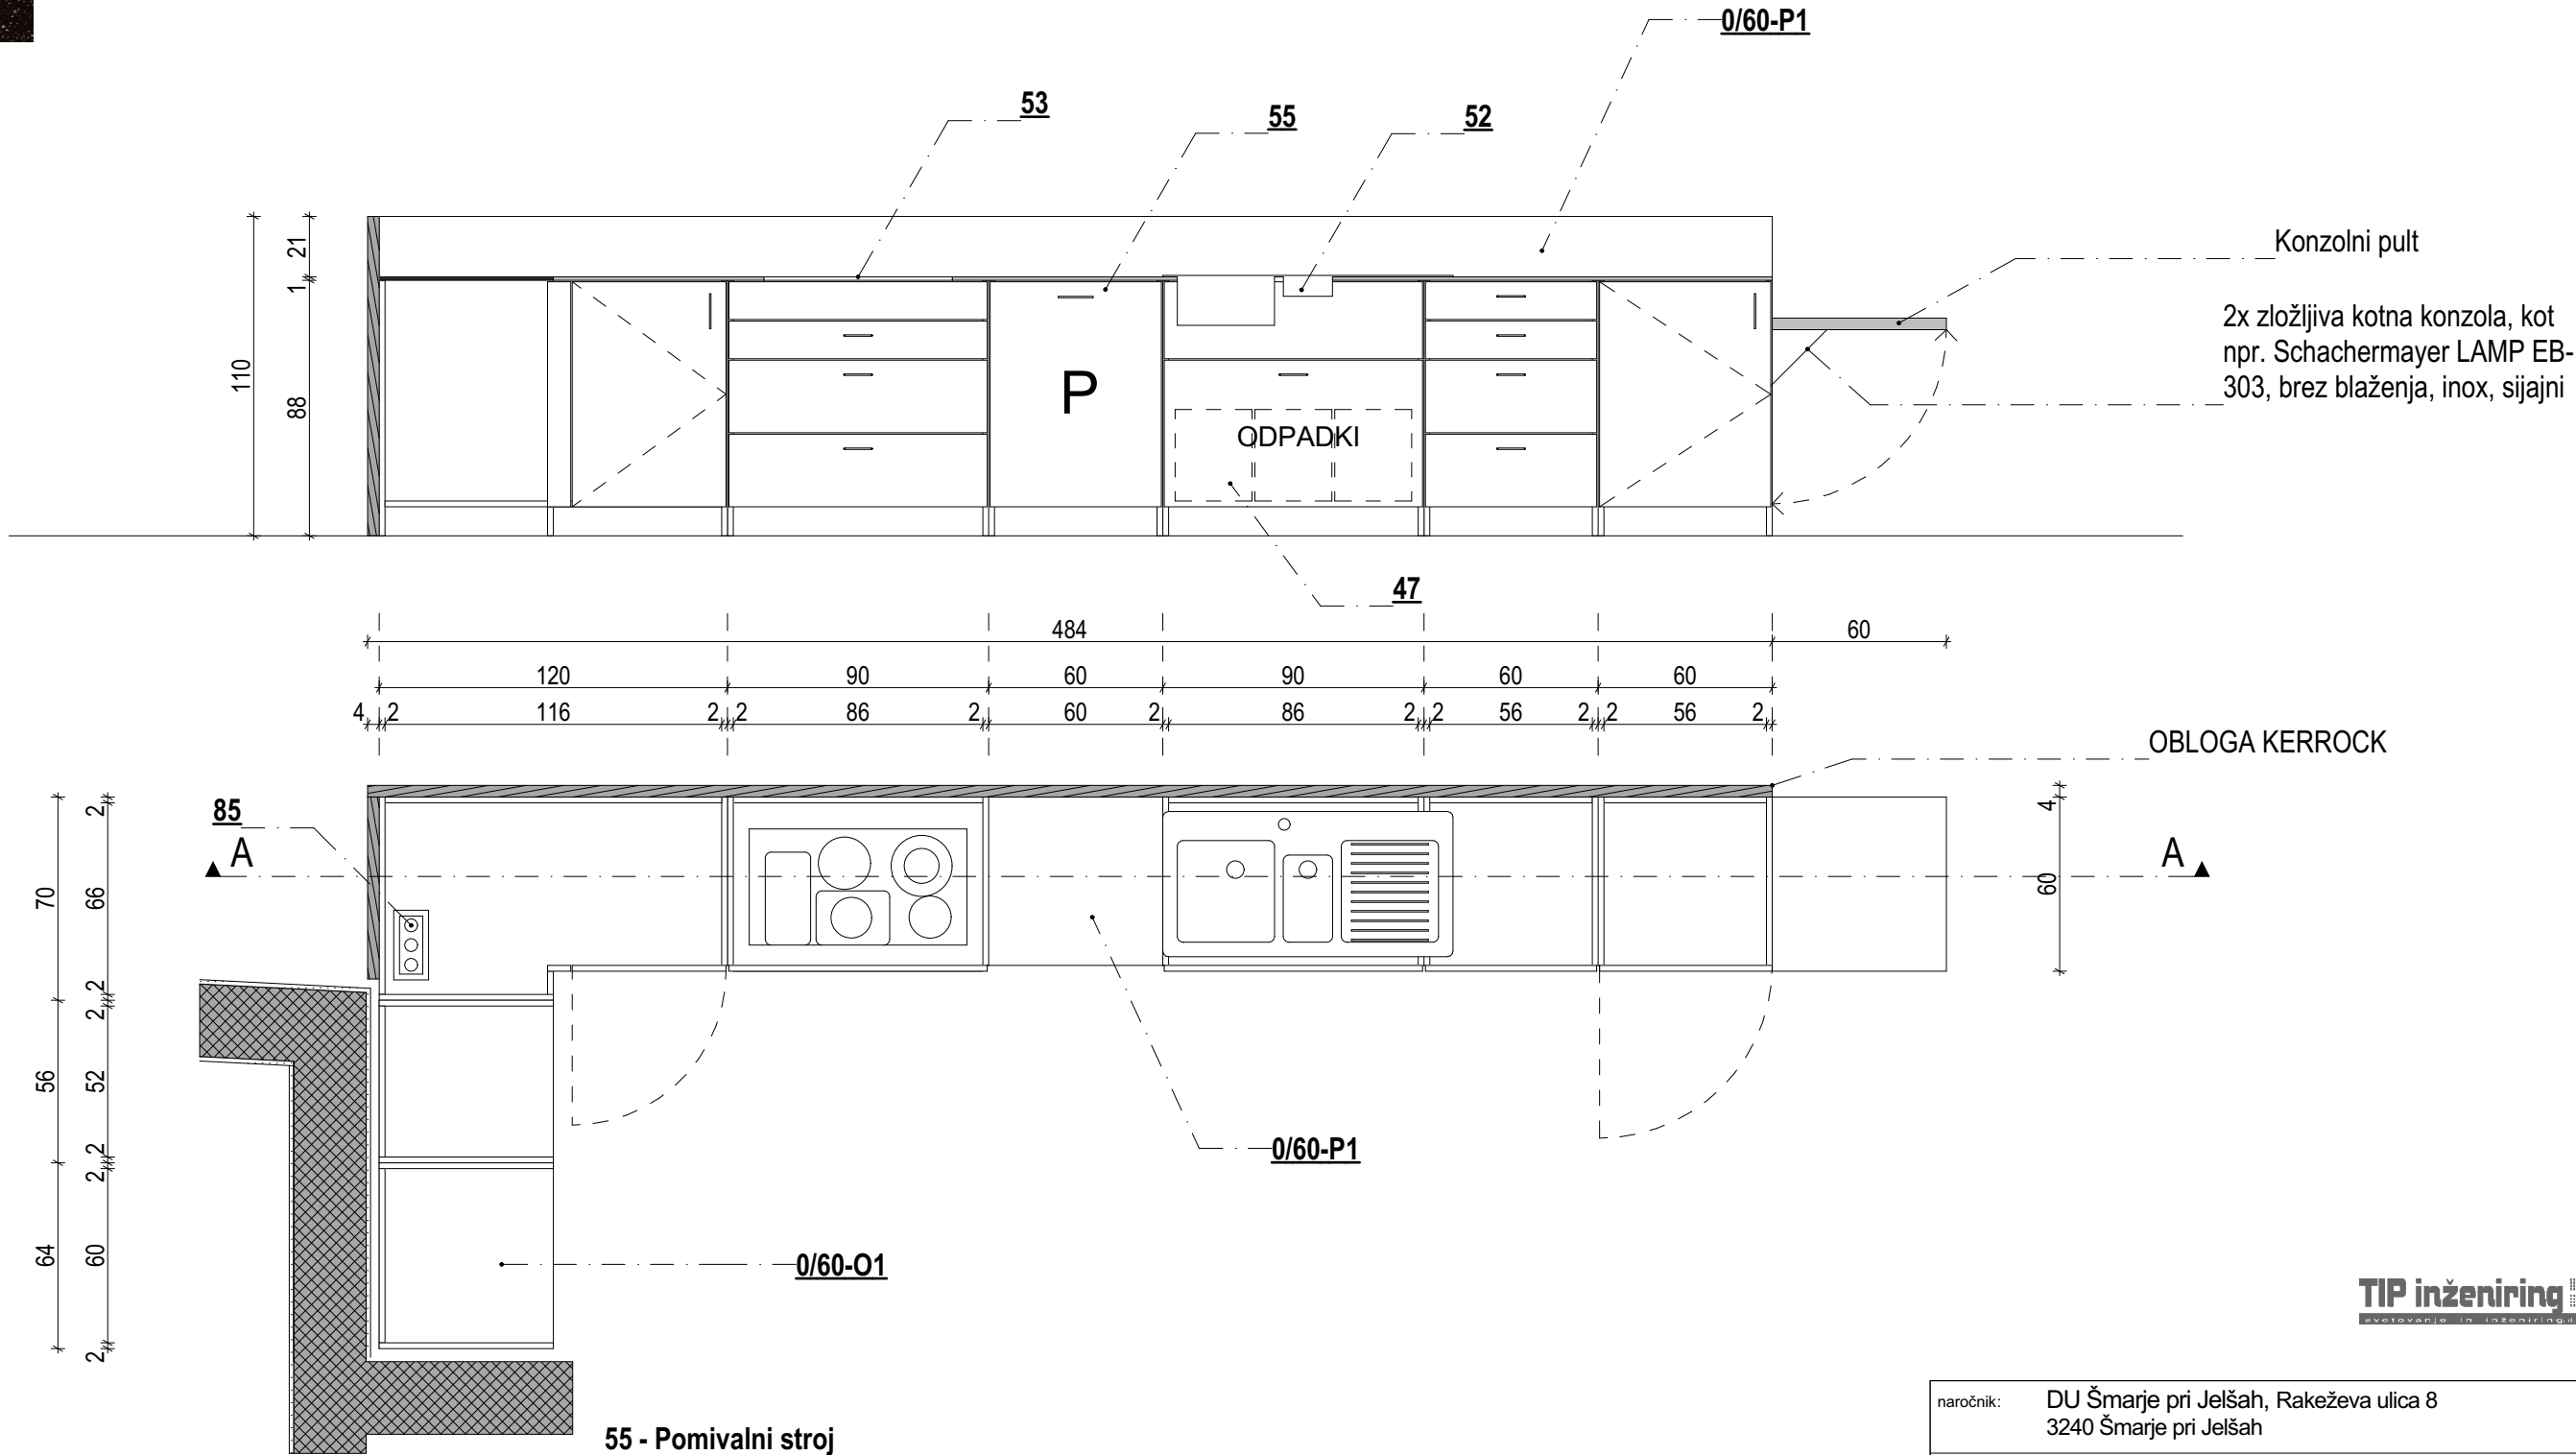 0/60-P1
53
55
52
Konzolni pult
2x zložljiva kotna konzola, kot
npr. Schachermayer LAMP EB-
303, brez blaženja, inox, sijajni
110
21
1
88
P
ODPADKI
47
484
60
120
90
60
90
60
60
4
2
116
2
2
86
2
60
2
86
2
2
56
2
2
56
2
OBLOGA KERROCK
85
A
A
70
56
64
2
66
2
2
52
2
2
60
2
4
60
0/60-P1
0/60-O1
TIP inženiring
svetovanje in inženiring,
naročnik:
DU Šmarje pri Jelšah, Rakeževa ulica 8
3240 Šmarje pri Jelšah
55 - Pomivalni stroj